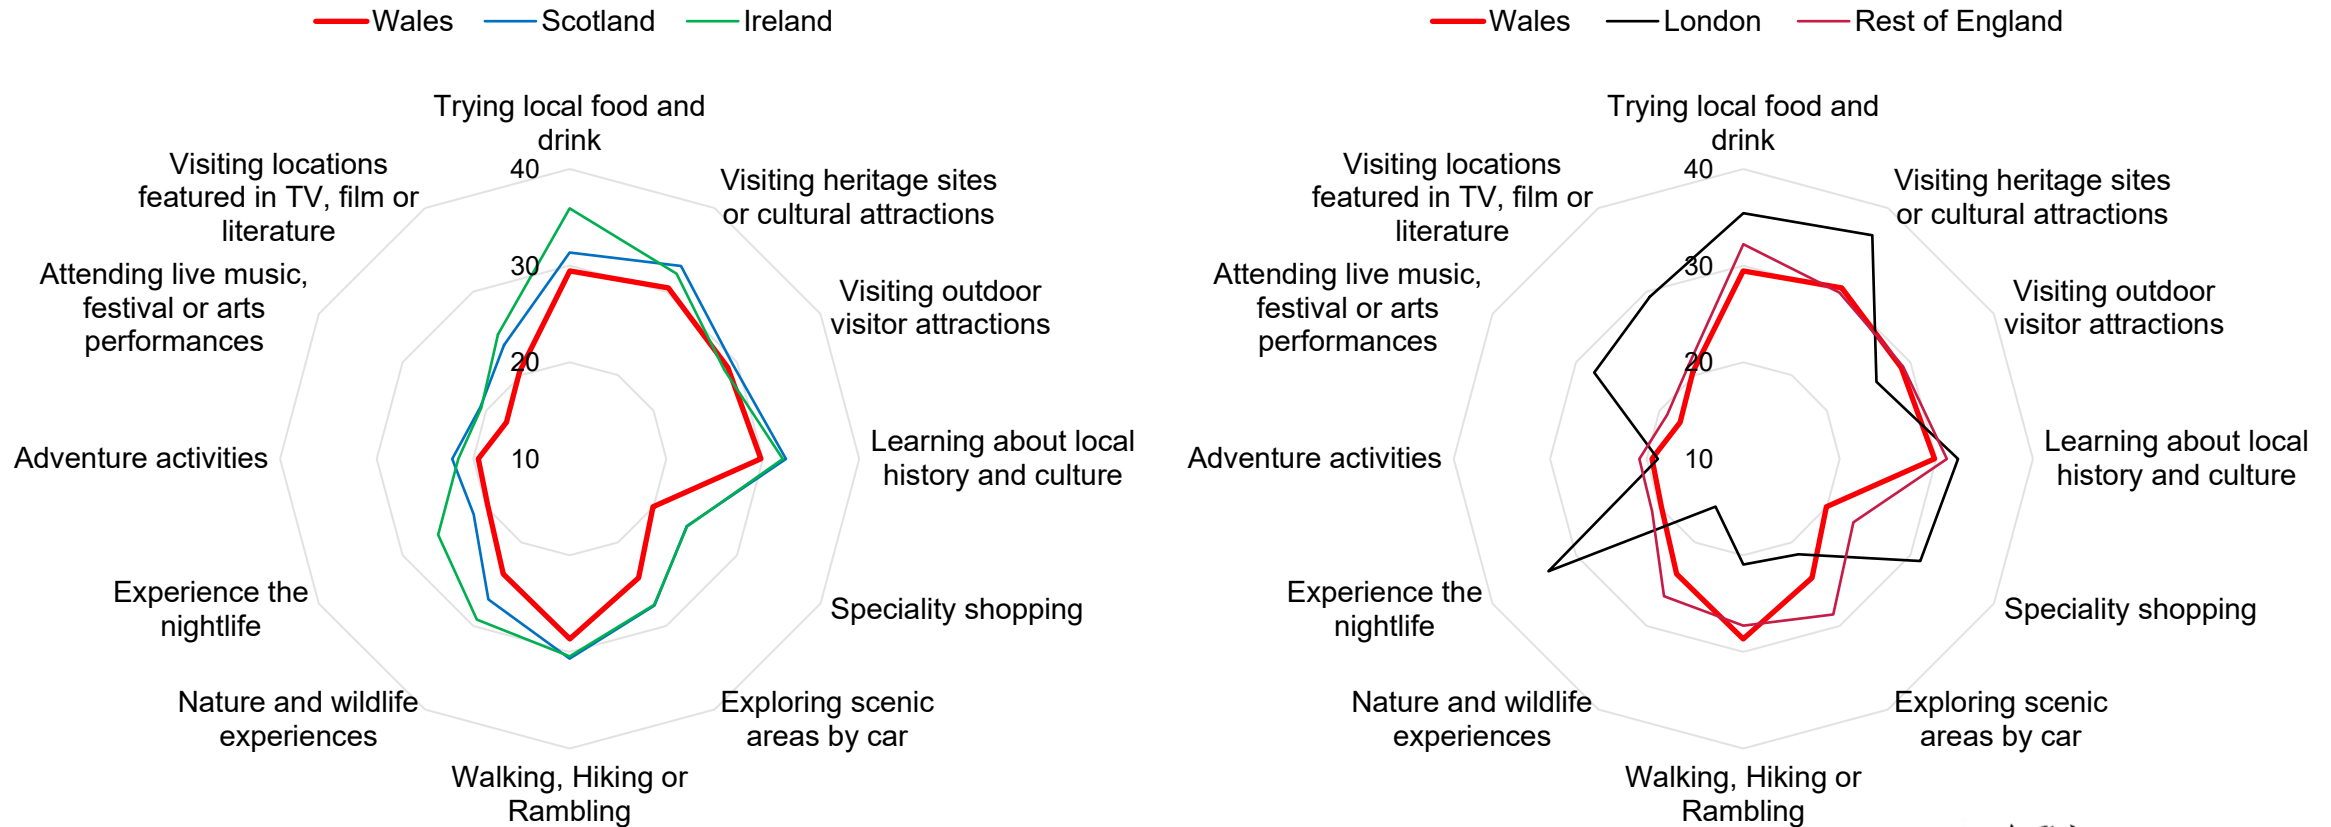 Wales
Scotland
Ireland
Trying local food and
drink
Visiting heritage sites
or cultural attractions
Visiting outdoor
visitor attractions
Learning about local
history and culture
Speciality shopping
Exploring scenic
areas by car
Walking, Hiking or
Rambling
Nature and wildlife
experiences
Experience the
nightlife
Adventure activities
Attending live music,
festival or arts
performances
Visiting locations
featured in TV, film or
literature
40
30
20
10
Wales
London
Rest of England
Trying local food and
drink
Visiting heritage sites
or cultural attractions
Visiting outdoor
visitor attractions
Learning about local
history and culture
Speciality shopping
Exploring scenic
areas by car
Walking, Hiking or
Rambling
Nature and wildlife
experiences
Experience the
nightlife
Adventure activities
Attending live music,
festival or arts
performances
Visiting locations
featured in TV, film or
literature
40
30
20
10